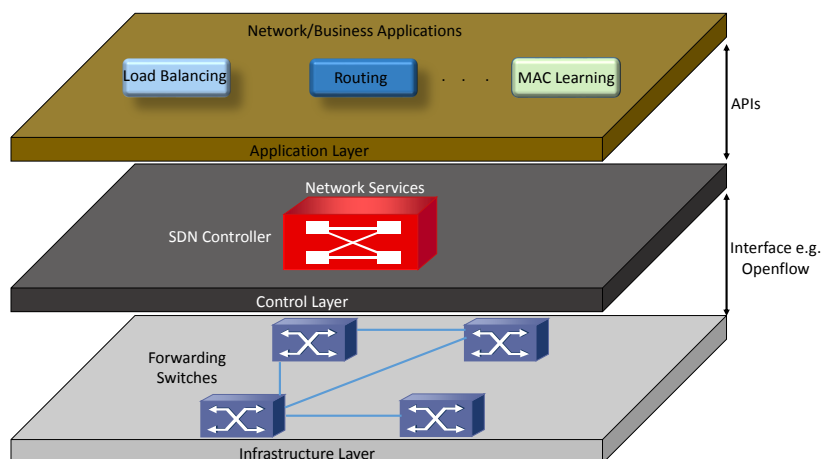 Network/Business Applications
Load Balancing
Routing
. . .
MAC Learning
APIs
Application Layer
Network Services
SDN Controller
Interface e.g.
Openflow
Control Layer
Forwarding
Switches
Infrastructure Layer